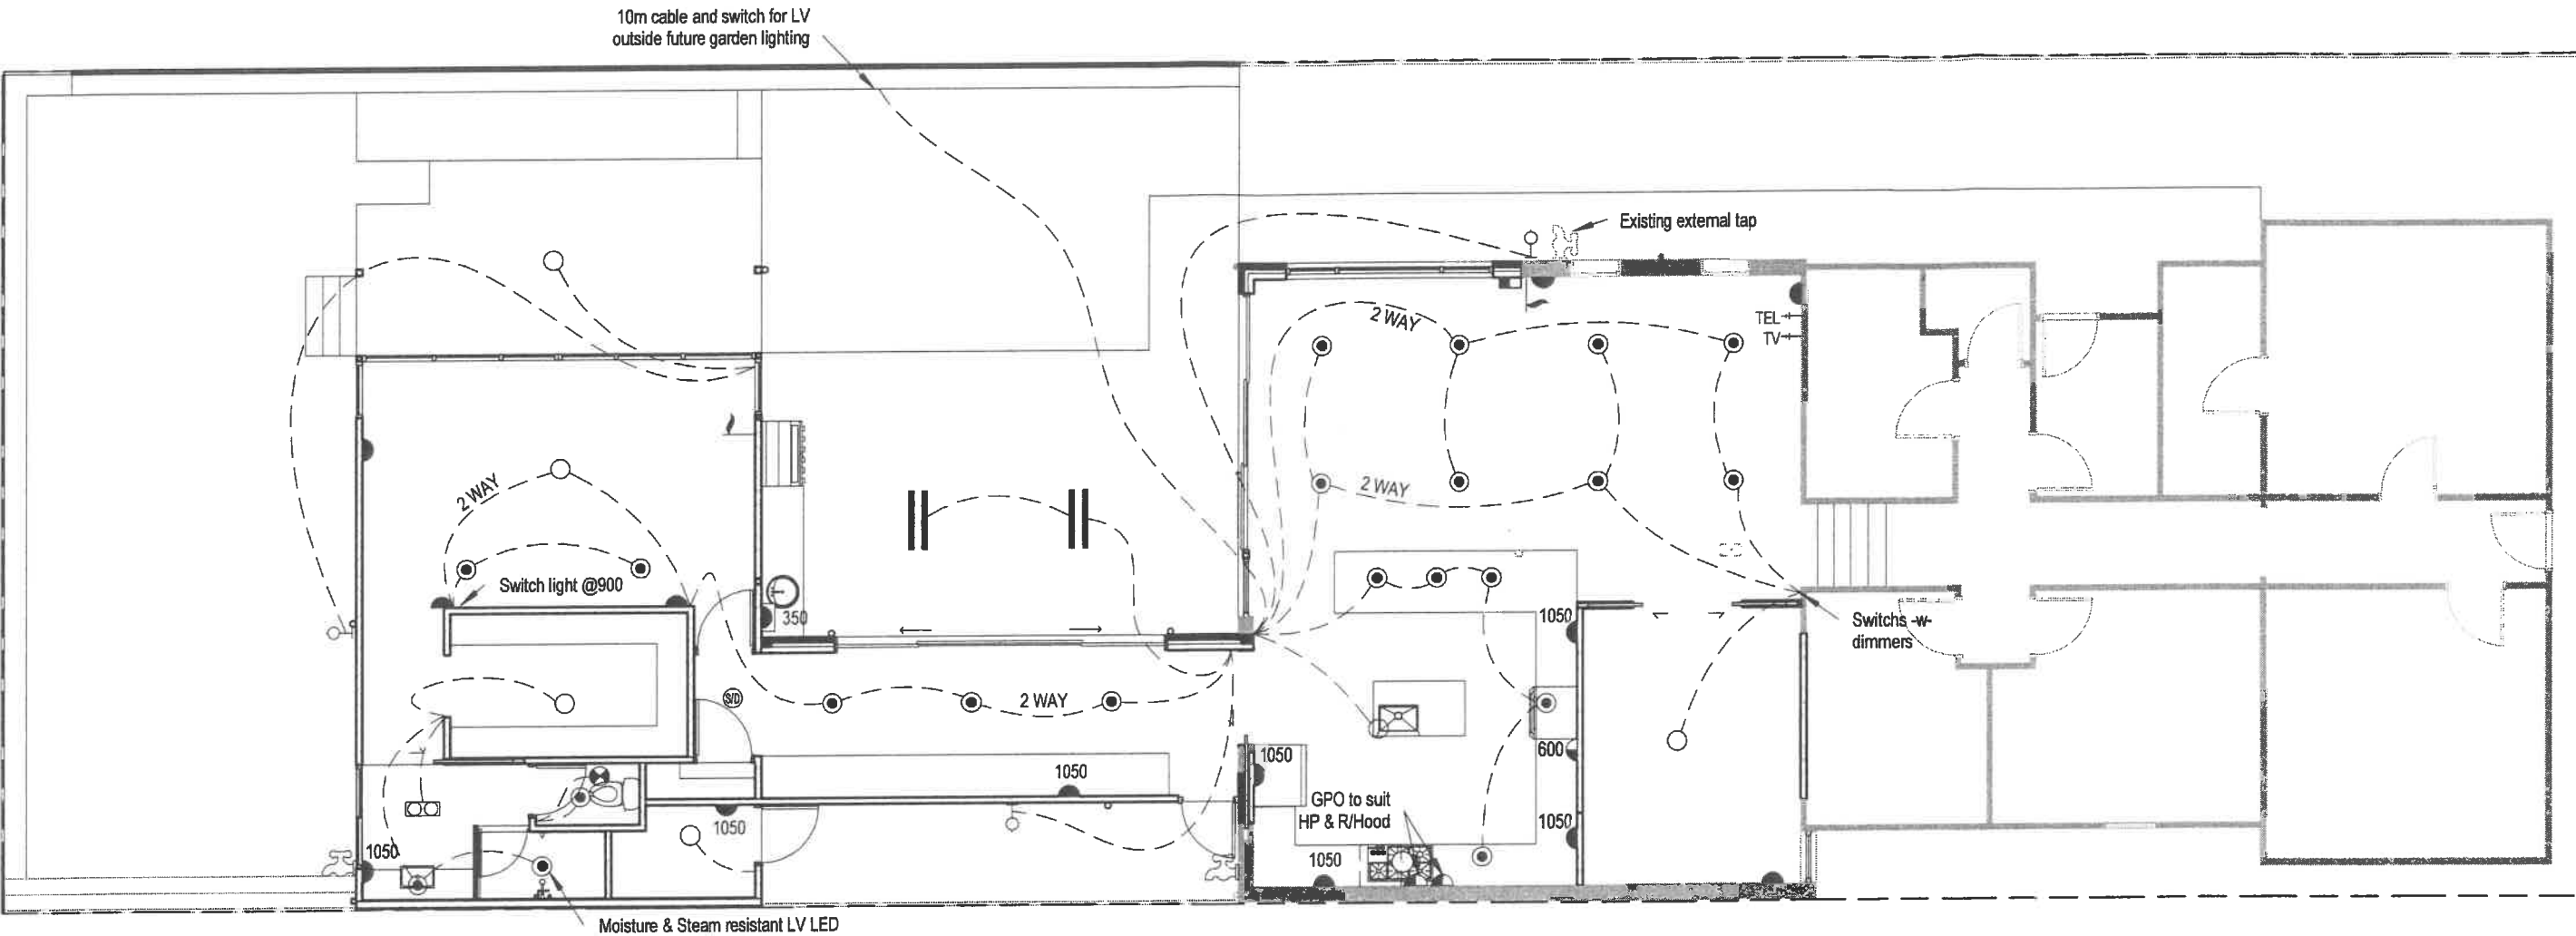 10m cable and switch for LV
outside future garden lighting
Existing external tap
2 WAY
TEL
TV
2 WAY
2 WAY
Switch light @900
350
1050
Switchs -w-
dimmers
S/D
2 WAY
600
1050
1050
GPO to suit
HP & R/Hood
1050
1050
1050
1050
Moisture & Steam resistant LV LED